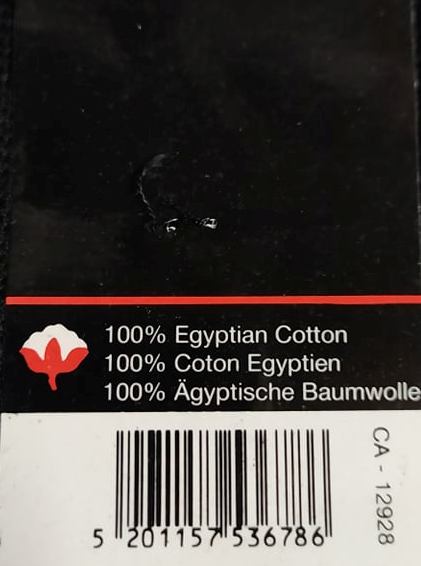 100% Egyptian Cotton
100% Coton Egyptien
100% Ägyptische Baumwolle
CA - 12928
5 201157 536786